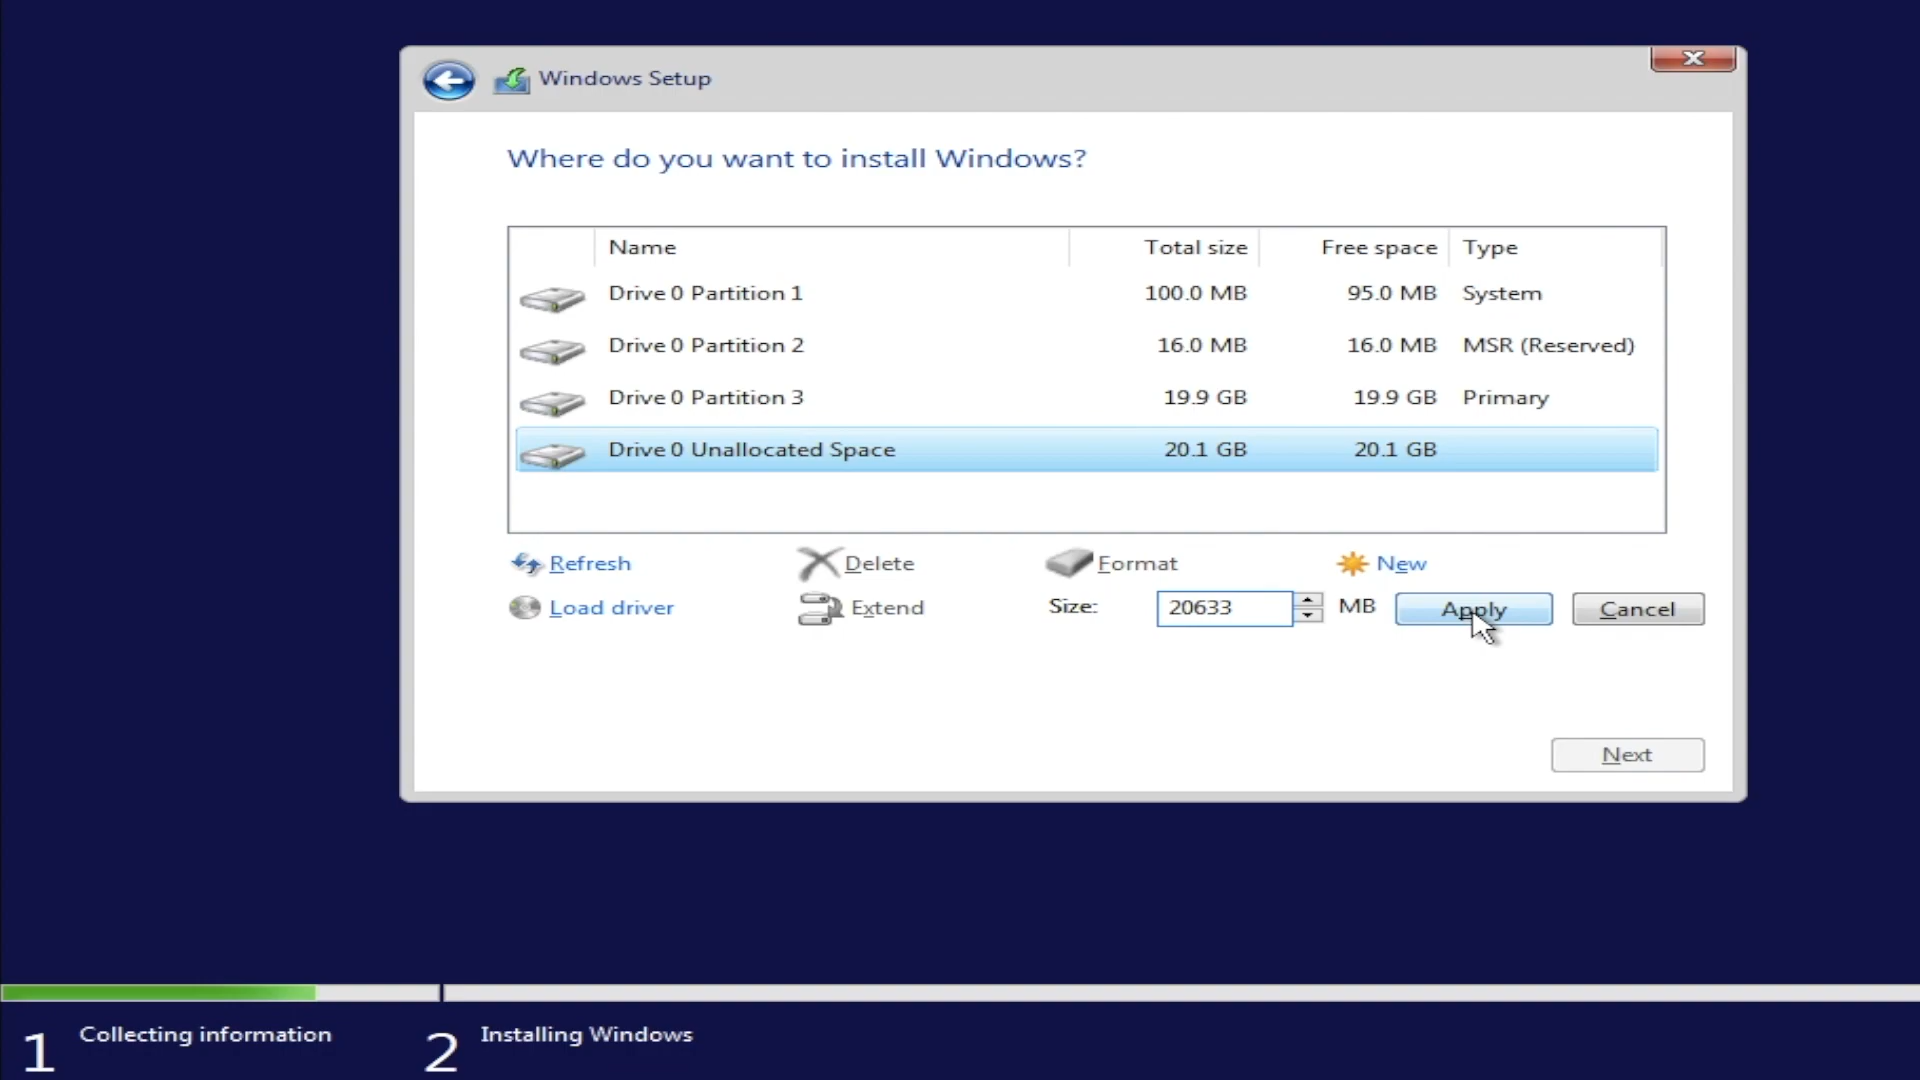 Windows Setup
Where do you want to install Windows?
Name Total size Free space Type
Drive 0 Partition 1 100.0 MB 95.0 MB System
Drive 0 Partition 2 16.0 MB 16.0 MB MSR (Reserved)
Drive 0 Partition 3 19.9 GB 19.9 GB Primary
Drive 0 Unallocated Space 20.1 GB 20.1 GB
Refresh Delete Format New
Load driver Extend Size: 20633 MB Apply Cancel
Next
1 Collecting information 2 Installing Windows